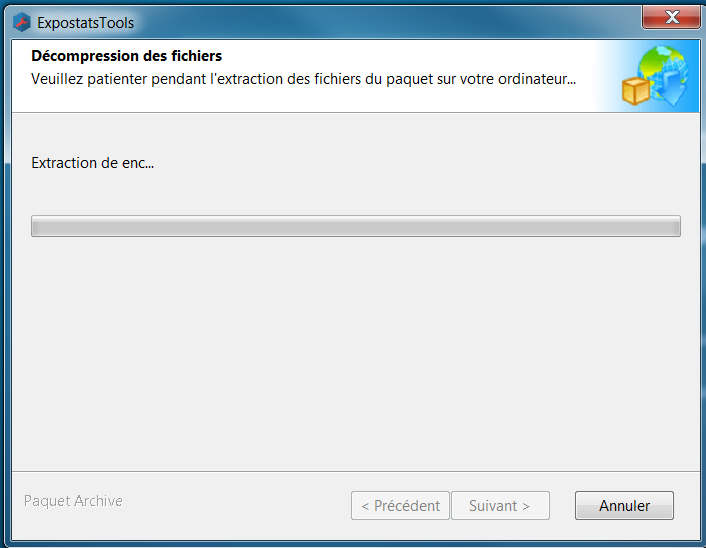 ExpostatsTools
Décompression des fichiers
Veuillez patienter pendant l'extraction des fichiers du paquet sur votre ordinateur...
Extraction de enc...
Paquet Archive
< Précédent
Suivant >
Annuler